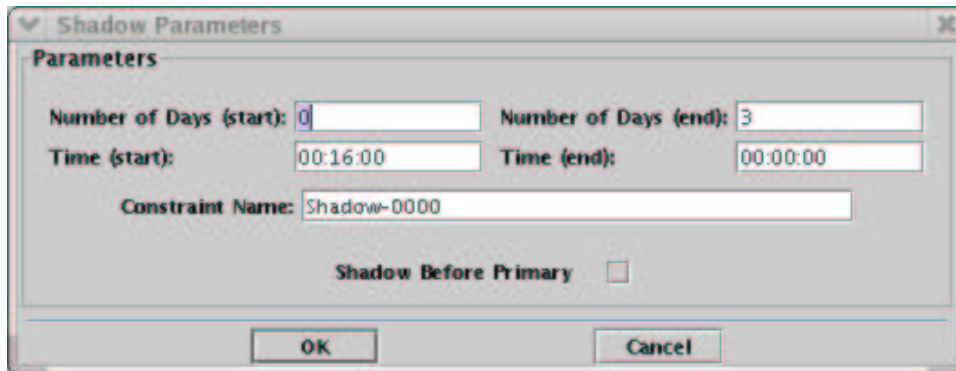 Shadow Parameters
Parameters
Number of Days (start): 0 Number of Days (end): 3
Time (start): 00:16:00 Time (end): 00:00:00
Constraint Name: Shadow-0000
Shadow Before Primary
OK Cancel